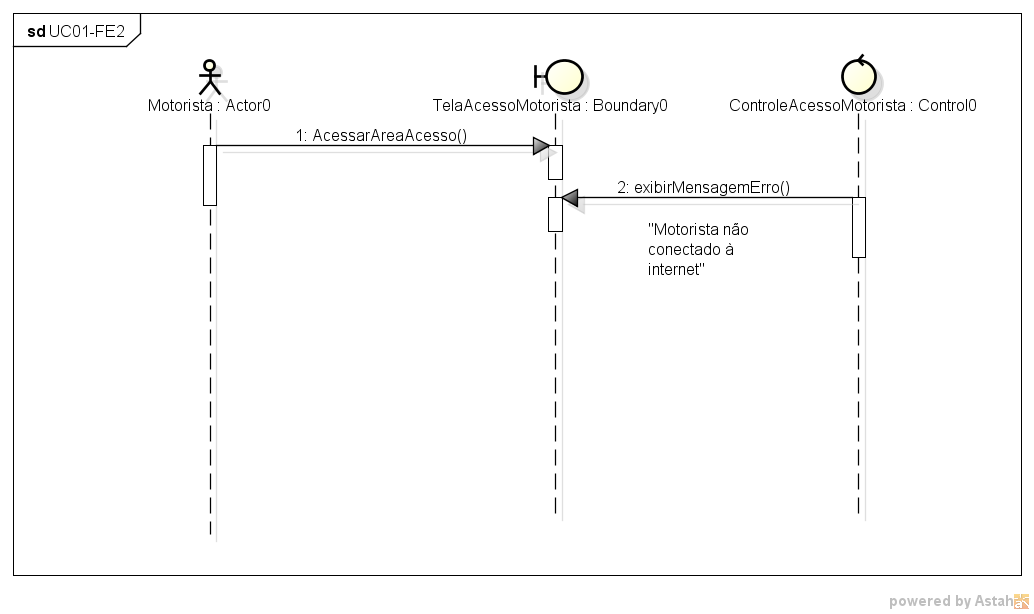 sd UC01-FE2
Motorista : Actor0
TelaAcessoMotorista : Boundary0
ControleAcessoMotorista : Control0
1: AcessarAreaAcesso()
2: exibirMensagemErro()
"Motorista não
conectado à
internet"
powered by Astah